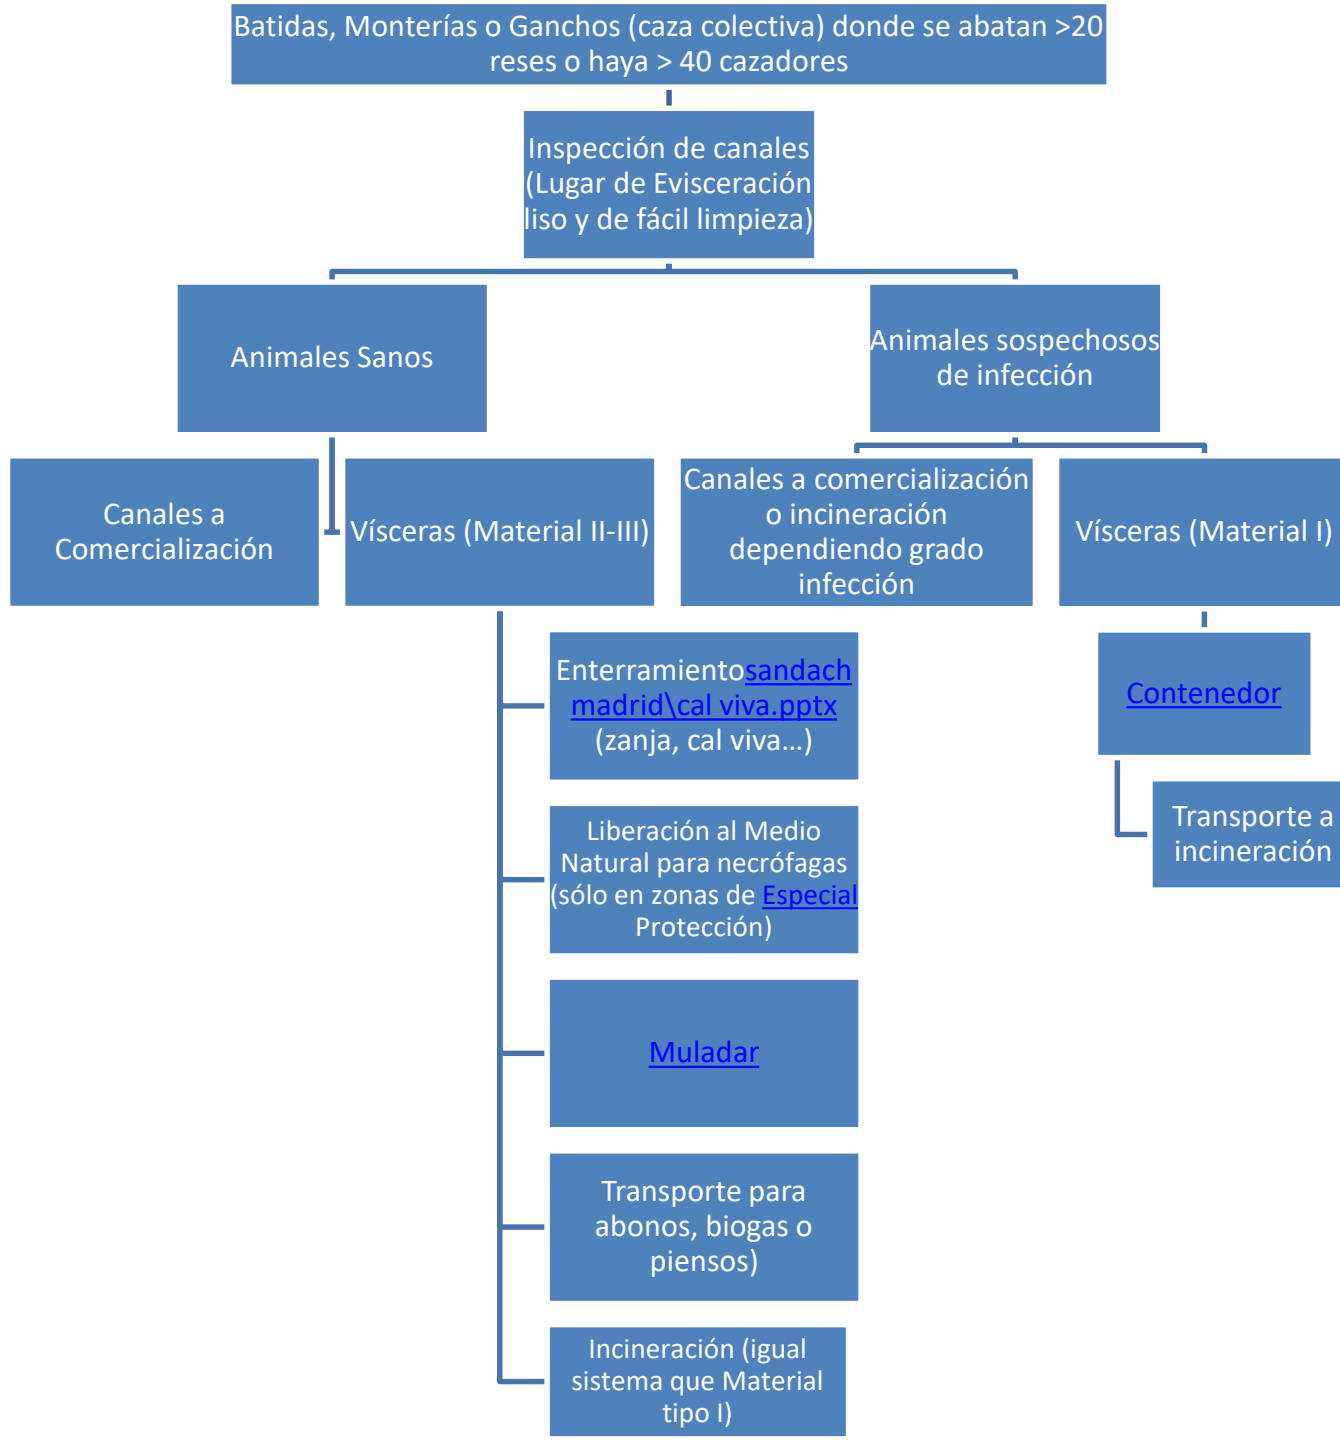 Batidas, Monterías o Ganchos (caza colectiva) donde se abatan >20
reses o haya > 40 cazadores
Inspección de canales
(Lugar de Evisceración
liso y de fácil limpieza)
Animales Sanos
Animales sospechosos
de infección
Canales a
Comercialización
Vísceras (Material II-III)
Canales a comercialización
o incineración
dependiendo grado
infección
Vísceras (Material I)
Enterramientosandach
madrid\cal viva.pptx
(zanja, cal viva…)
Liberación al Medio
Natural para necrófagas
(sólo en zonas de Especial
Protección)
Muladar
Transporte para
abonos, biogas o
piensos)
Incineración (igual
sistema que Material
tipo I)
Contenedor
Transporte a
incineración